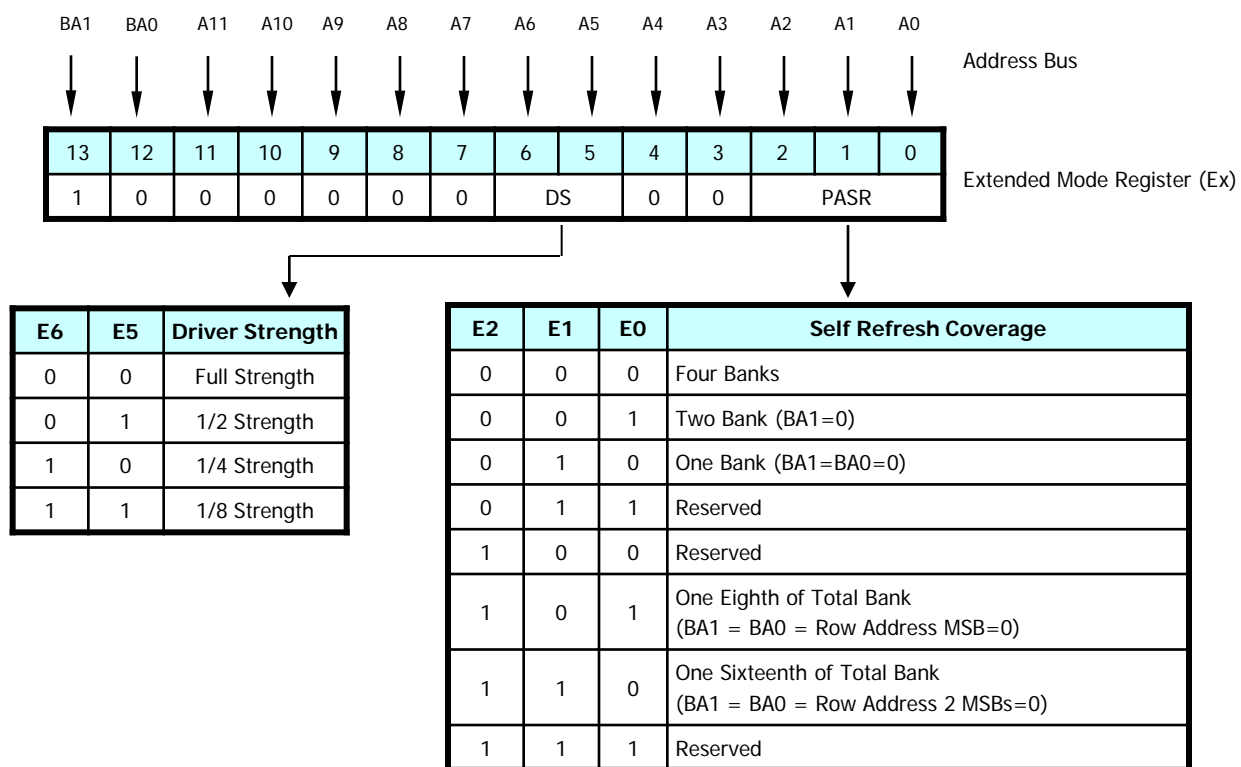 BA1 BA0 A11 A10 A9 A8 A7 A6 A5 A4 A3 A2 A1 A0
Address Bus
13 12 11 10 9 8 7 6 5 4 3 2 1 0
1 0 0 0 0 0 0 DS 0 0 PASR
Extended Mode Register (Ex)
E6 E5 Driver Strength
0 0 Full Strength
0 1 1/2 Strength
1 0 1/4 Strength
1 1 1/8 Strength
E2 E1 E0 Self Refresh Coverage
0 0 0 Four Banks
0 0 1 Two Bank (BA1=0)
0 1 0 One Bank (BA1=BA0=0)
0 1 1 Reserved
1 0 0 Reserved
1 0 1 One Eighth of Total Bank
(BA1 = BA0 = Row Address MSB=0)
1 1 0 One Sixteenth of Total Bank
(BA1 = BA0 = Row Address 2 MSBs=0)
1 1 1 Reserved